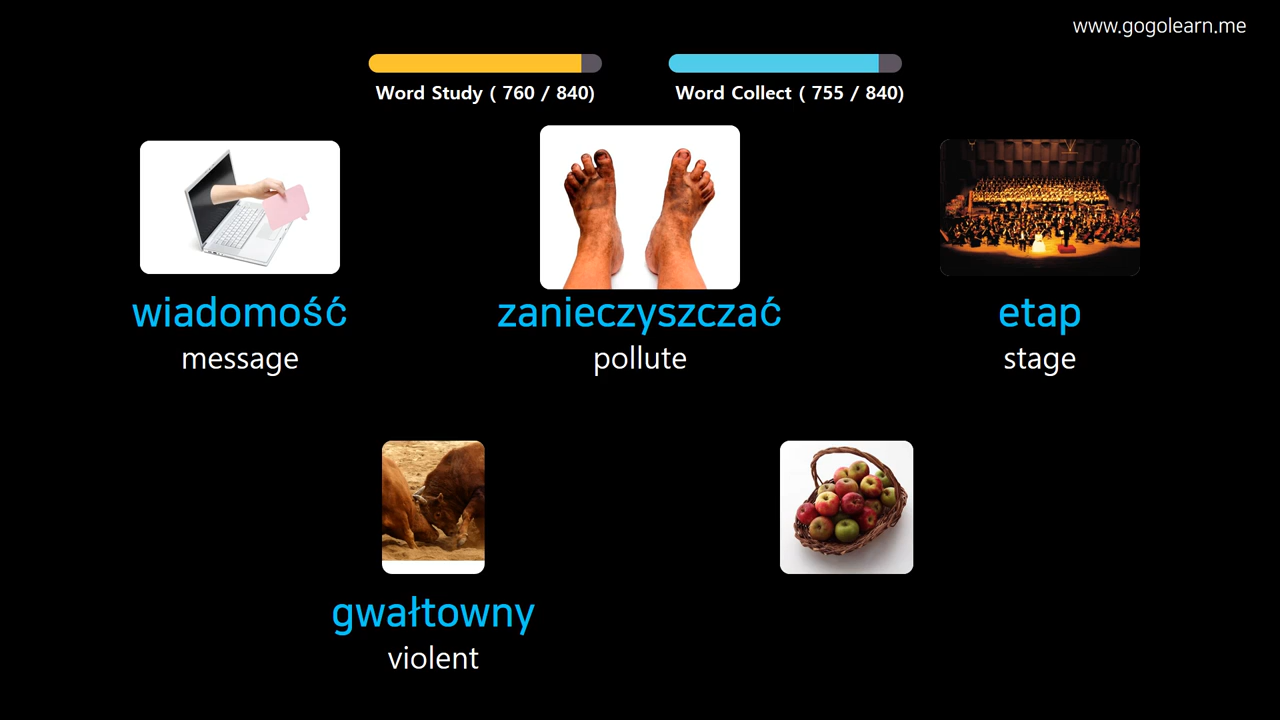 www.gogolearn.me
Word Study ( 760 / 840)
Word Collect ( 755 / 840)
wiadomość
message
zanieczyszczać
pollute
etap
stage
gwałtowny
violent